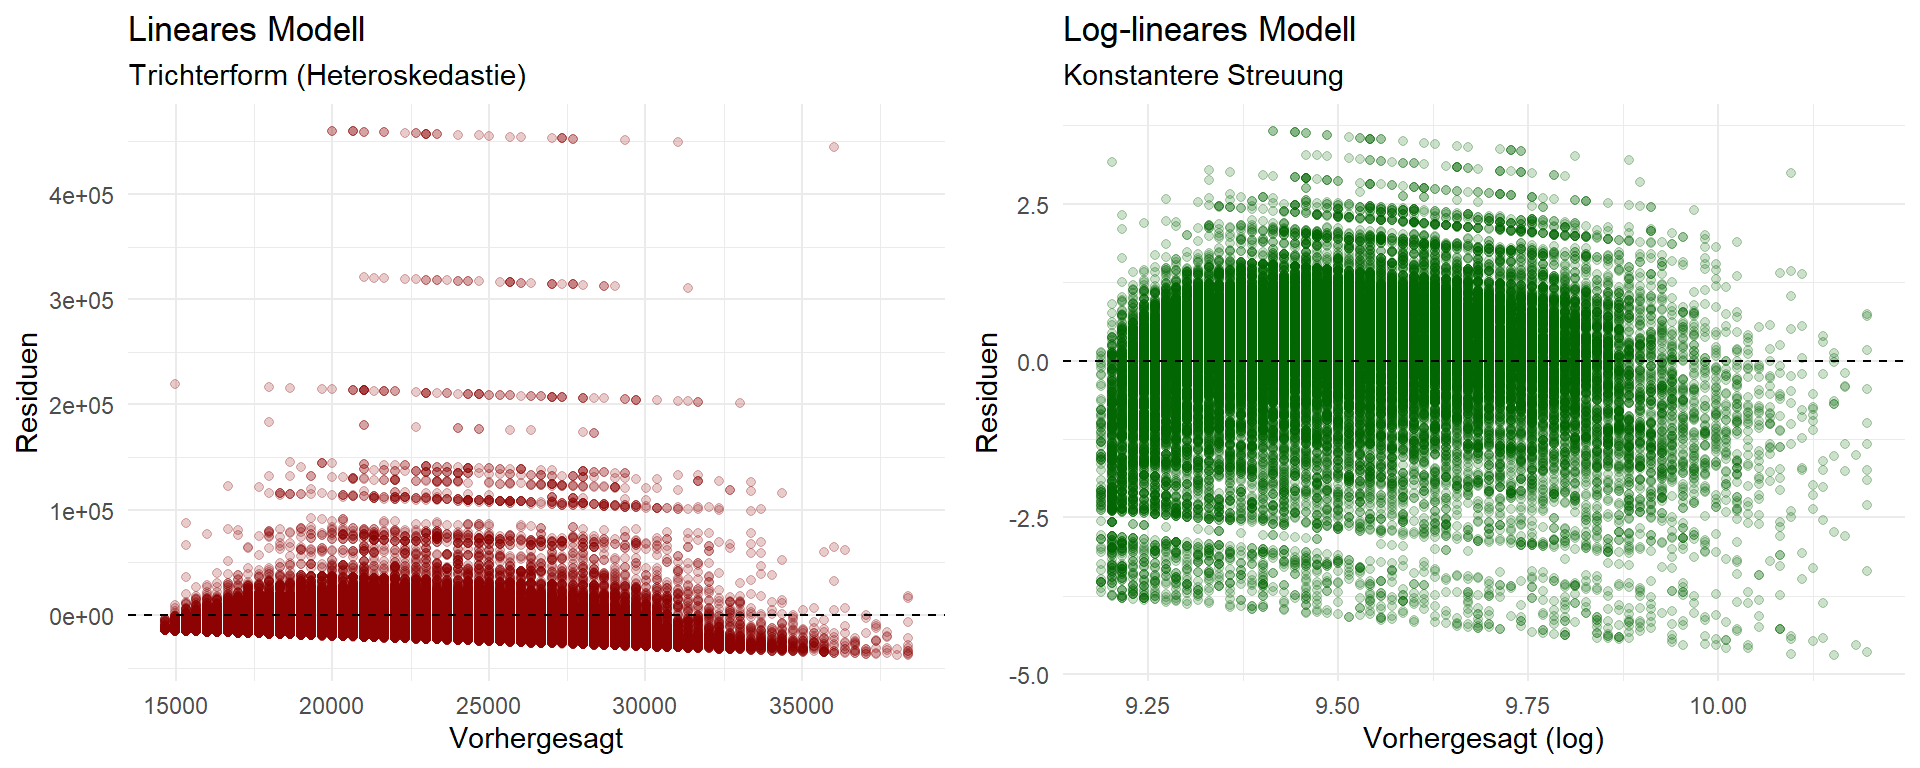 Lineares Modell
Trichterform (Heteroskedastie)
Residuen
4e+05
3e+05
2e+05
1e+05
0e+00
15000 20000 25000 30000 35000
Vorhergesagt
Log-lineares Modell
Konstantere Streuung
Residuen
2.5
0.0
-2.5
-5.0
9.25 9.50 9.75 10.00
Vorhergesagt (log)